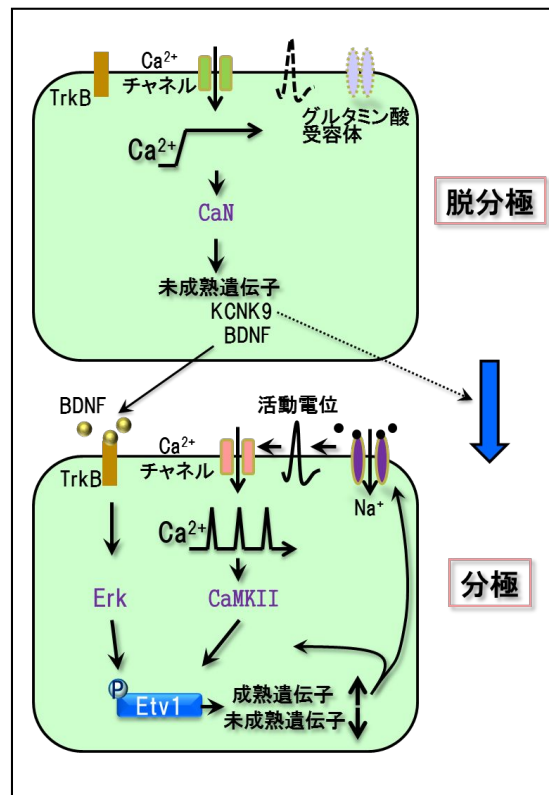 Ca²⁺
チャネル
TrkB
グルタミン酸
受容体
Ca²⁺
CaN
脱分極
未成熟遺伝子
KCNK9
BDNF
BDNF
活動電位
Ca²⁺
チャネル
TrkB
Na⁺
Ca²⁺
分極
Erk
CaMKII
P
Etv1
成熟遺伝子
未成熟遺伝子